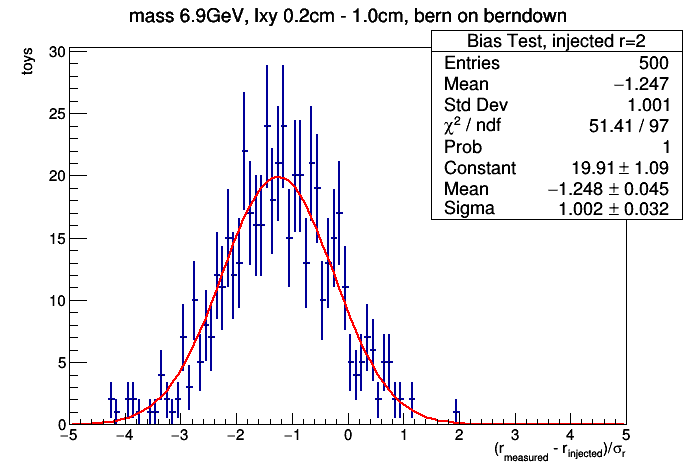 mass 6.9GeV, lxy 0.2cm - 1.0cm, bern on berndown
Bias Test, injected r=2
Entries 500
Mean −1.247
Std Dev 1.001
χ² / ndf 51.41 / 97
Prob 1
Constant 19.91 ± 1.09
Mean −1.248 ± 0.045
Sigma 1.002 ± 0.032
toys
30
25
20
15
10
5
0
−5 −4 −3 −2 −1 0 1 2 3 4 5
(r_measured - r_injected)/σ_r